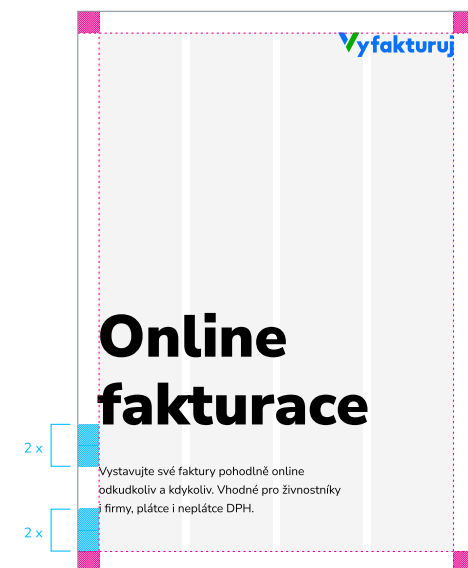 Vyfakturuj
Online
fakturace
2 x
Vystavujte své faktury pohodlně online
odkudkoliv a kdykoliv. Vhodné pro živnostníky
i firmy, plátce i neplátce DPH.
2 x